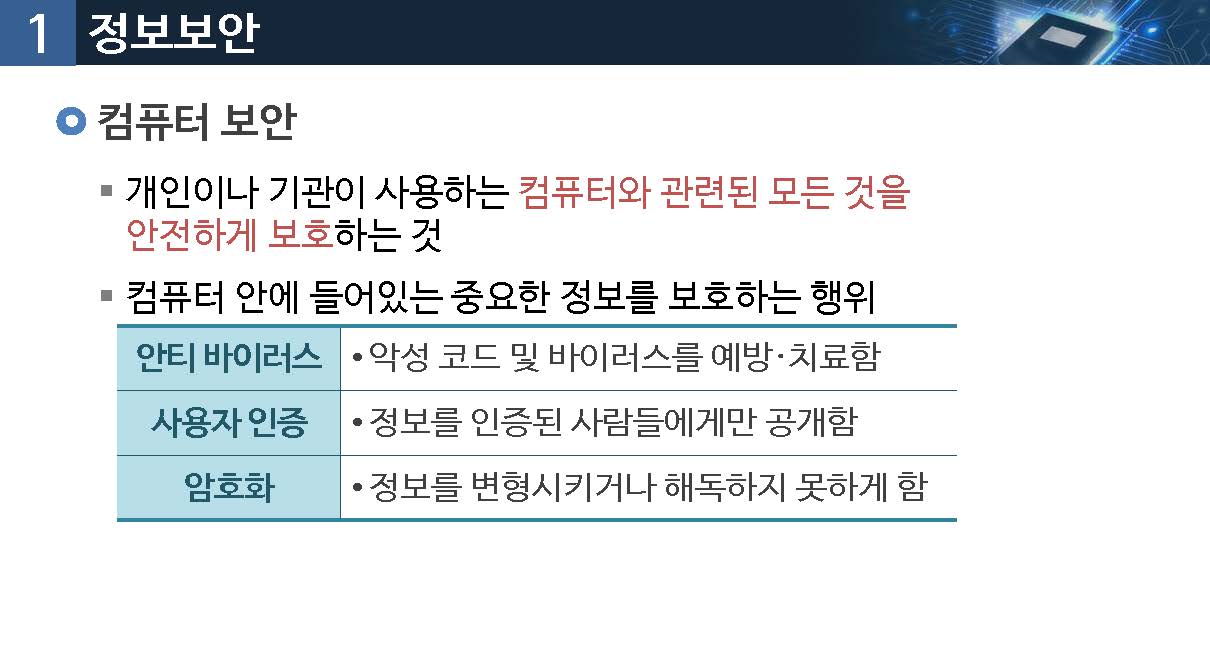 1 정보보안
컴퓨터 보안
▪ 개인이나 기관이 사용하는 컴퓨터와 관련된 모든 것을
안전하게 보호하는 것
▪ 컴퓨터 안에 들어있는 중요한 정보를 보호하는 행위
안티 바이러스 •악성 코드 및 바이러스를 예방·치료함
사용자 인증 •정보를 인증된 사람들에게만 공개함
암호화 •정보를 변형시키거나 해독하지 못하게 함